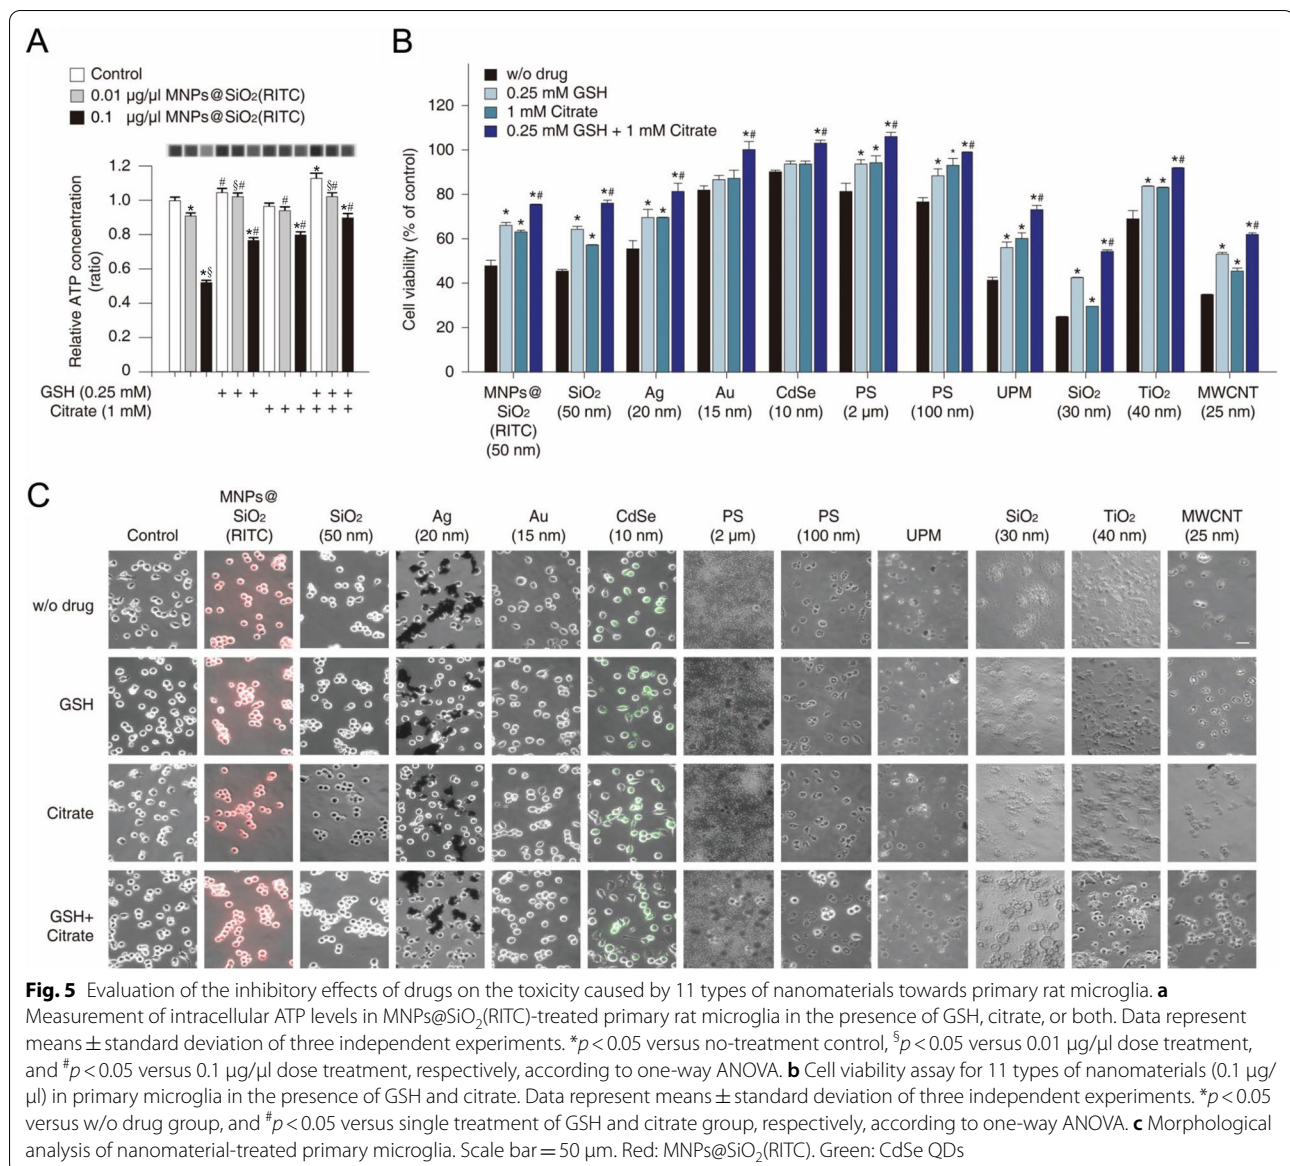 A
Control
0.01 µg/µl MNPs@SiO₂(RITC)
0.1 µg/µl MNPs@SiO₂(RITC)
Relative ATP concentration
(ratio)
1.2
1.0
0.8
0.6
0.4
0.2
0
* *§ # §# *# # *# * §# *#
GSH (0.25 mM) + + + + + +
Citrate (1 mM) + + + + + +
B
w/o drug
0.25 mM GSH
1 mM Citrate
0.25 mM GSH + 1 mM Citrate
Cell viability (% of control)
120
100
80
60
40
20
0
* * *# * * *# * * *# *# *# * * *# * * *# * * *# * * *# * * *# * * *#
MNPs@
SiO₂
(RITC)
(50 nm)
SiO₂
(50 nm)
Ag
(20 nm)
Au
(15 nm)
CdSe
(10 nm)
PS
(2 µm)
PS
(100 nm)
UPM
SiO₂
(30 nm)
TiO₂
(40 nm)
MWCNT
(25 nm)
C
Control
MNPs@
SiO₂
(RITC)
SiO₂
(50 nm)
Ag
(20 nm)
Au
(15 nm)
CdSe
(10 nm)
PS
(2 µm)
PS
(100 nm)
UPM
SiO₂
(30 nm)
TiO₂
(40 nm)
MWCNT
(25 nm)
w/o drug
GSH
Citrate
GSH+
Citrate
Fig. 5 Evaluation of the inhibitory effects of drugs on the toxicity caused by 11 types of nanomaterials towards primary rat microglia. a
Measurement of intracellular ATP levels in MNPs@SiO₂(RITC)-treated primary rat microglia in the presence of GSH, citrate, or both. Data represent
means ± standard deviation of three independent experiments. *p < 0.05 versus no-treatment control, §p < 0.05 versus 0.01 µg/µl dose treatment,
and #p < 0.05 versus 0.1 µg/µl dose treatment, respectively, according to one-way ANOVA. b Cell viability assay for 11 types of nanomaterials (0.1 µg/
µl) in primary microglia in the presence of GSH and citrate. Data represent means ± standard deviation of three independent experiments. *p < 0.05
versus w/o drug group, and #p < 0.05 versus single treatment of GSH and citrate group, respectively, according to one-way ANOVA. c Morphological
analysis of nanomaterial-treated primary microglia. Scale bar = 50 µm. Red: MNPs@SiO₂(RITC). Green: CdSe QDs